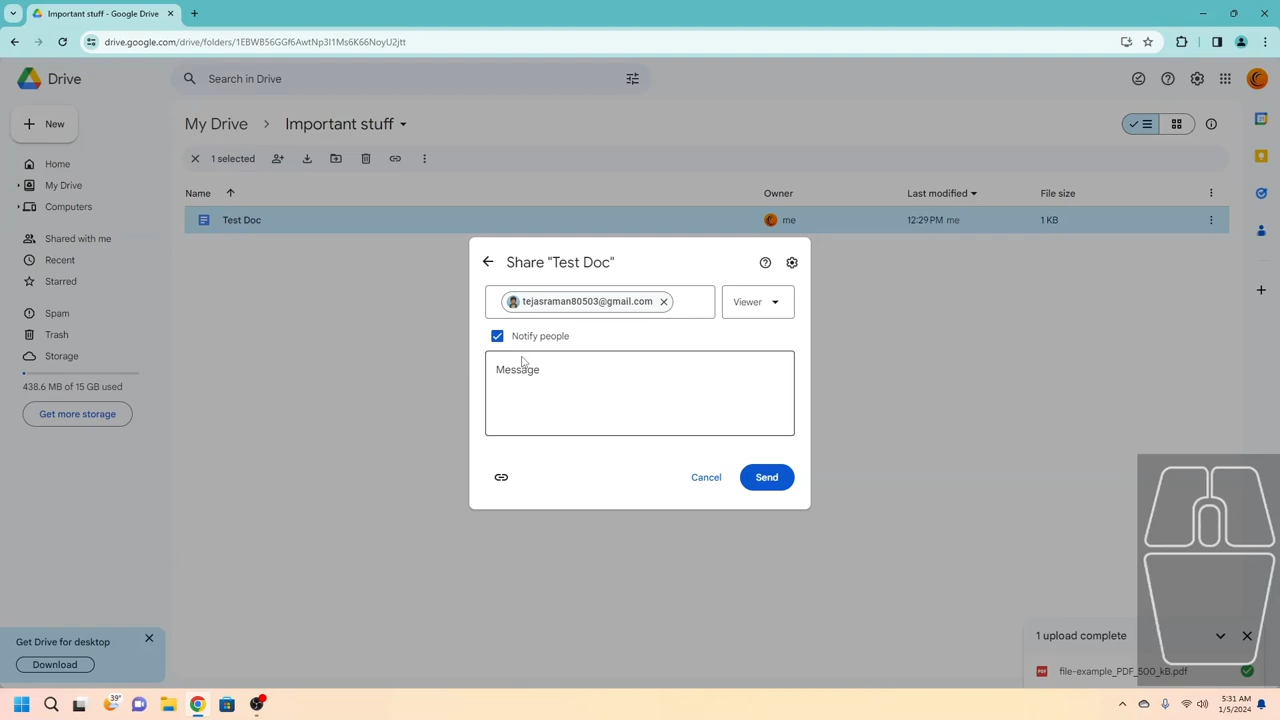 Important stuff - Google Drive
drive.google.com/drive/folders/1EBWB56GGf6AwtNp3I1Ms6K66NoyU2jtt
Drive
Search in Drive
New
My Drive > Important stuff
1 selected
Home
My Drive
Computers
Shared with me
Recent
Starred
Spam
Trash
Storage
438.6 MB of 15 GB used
Get more storage
Name
Owner
Last modified
File size
Test Doc
me
12:29 PM me
1 KB
Share "Test Doc"
tejasraman80503@gmail.com
Viewer
Notify people
Message
Cancel
Send
Get Drive for desktop
Download
1 upload complete
PDF
file-example_PDF_500_kB.pdf
39°
5:31 AM
1/5/2024